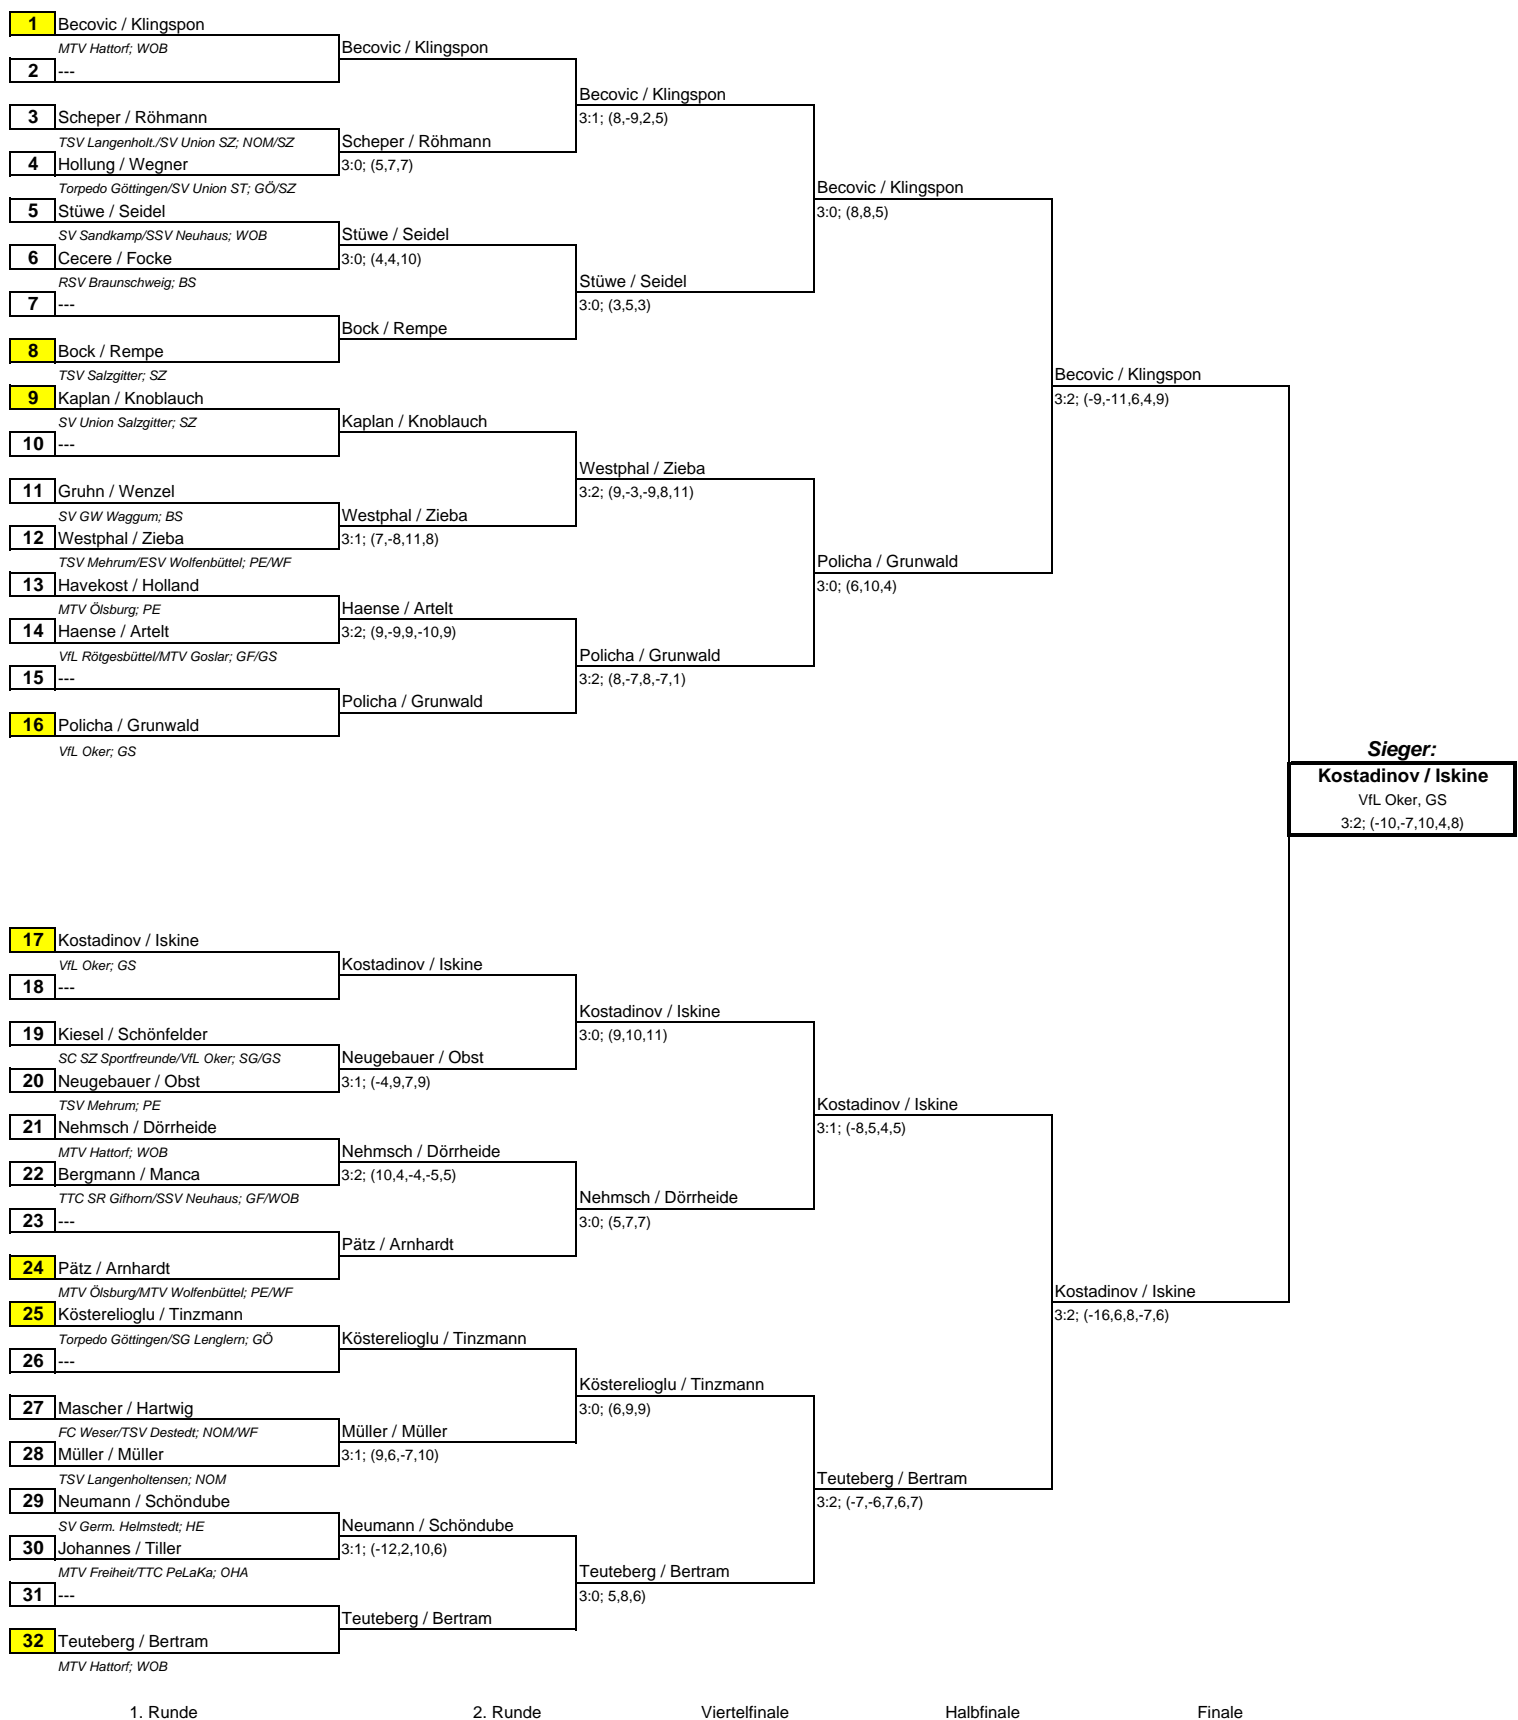 1 Becovic / Klingspon
MTV Hattorf; WOB
Becovic / Klingspon
2 ---
Becovic / Klingspon
3 Scheper / Röhmann
3:1; (8,-9,2,5)
TSV Langenholt./SV Union SZ; NOM/SZ
Scheper / Röhmann
4 Hollung / Wegner
3:0; (5,7,7)
Torpedo Göttingen/SV Union ST; GÖ/SZ
Becovic / Klingspon
5 Stüwe / Seidel
3:0; (8,8,5)
SV Sandkamp/SSV Neuhaus; WOB
Stüwe / Seidel
6 Cecere / Focke
3:0; (4,4,10)
RSV Braunschweig; BS
Stüwe / Seidel
7 ---
3:0; (3,5,3)
Bock / Rempe
8 Bock / Rempe
TSV Salzgitter; SZ
Becovic / Klingspon
9 Kaplan / Knoblauch
3:2; (-9,-11,6,4,9)
SV Union Salzgitter; SZ
Kaplan / Knoblauch
10 ---
Westphal / Zieba
11 Gruhn / Wenzel
3:2; (9,-3,-9,8,11)
SV GW Waggum; BS
Westphal / Zieba
12 Westphal / Zieba
3:1; (7,-8,11,8)
TSV Mehrum/ESV Wolfenbüttel; PE/WF
Policha / Grunwald
13 Havekost / Holland
3:0; (6,10,4)
MTV Ölsburg; PE
Haense / Artelt
14 Haense / Artelt
3:2; (9,-9,9,-10,9)
VfL Rötgesbüttel/MTV Goslar; GF/GS
Policha / Grunwald
15 ---
3:2; (8,-7,8,-7,1)
Policha / Grunwald
16 Policha / Grunwald
VfL Oker; GS
Sieger:
Kostadinov / Iskine
VfL Oker, GS
3:2; (-10,-7,10,4,8)
17 Kostadinov / Iskine
VfL Oker; GS
Kostadinov / Iskine
18 ---
Kostadinov / Iskine
19 Kiesel / Schönfelder
3:0; (9,10,11)
SC SZ Sportfreunde/VfL Oker; SG/GS
Neugebauer / Obst
20 Neugebauer / Obst
3:1; (-4,9,7,9)
TSV Mehrum; PE
Kostadinov / Iskine
21 Nehmsch / Dörrheide
3:1; (-8,5,4,5)
MTV Hattorf; WOB
Nehmsch / Dörrheide
22 Bergmann / Manca
3:2; (10,4,-4,-5,5)
TTC SR Gifhorn/SSV Neuhaus; GF/WOB
Nehmsch / Dörrheide
23 ---
3:0; (5,7,7)
Pätz / Arnhardt
24 Pätz / Arnhardt
MTV Ölsburg/MTV Wolfenbüttel; PE/WF
Kostadinov / Iskine
25 Kösterelioglu / Tinzmann
3:2; (-16,6,8,-7,6)
Torpedo Göttingen/SG Lenglern; GÖ
Kösterelioglu / Tinzmann
26 ---
Kösterelioglu / Tinzmann
27 Mascher / Hartwig
3:0; (6,9,9)
FC Weser/TSV Destedt; NOM/WF
Müller / Müller
28 Müller / Müller
3:1; (9,6,-7,10)
TSV Langenholtensen; NOM
Teuteberg / Bertram
29 Neumann / Schöndube
3:2; (-7,-6,7,6,7)
SV Germ. Helmstedt; HE
Neumann / Schöndube
30 Johannes / Tiller
3:1; (-12,2,10,6)
MTV Freiheit/TTC PeLaKa; OHA
Teuteberg / Bertram
31 ---
3:0; 5,8,6)
Teuteberg / Bertram
32 Teuteberg / Bertram
MTV Hattorf; WOB
1. Runde 2. Runde Viertelfinale Halbfinale Finale